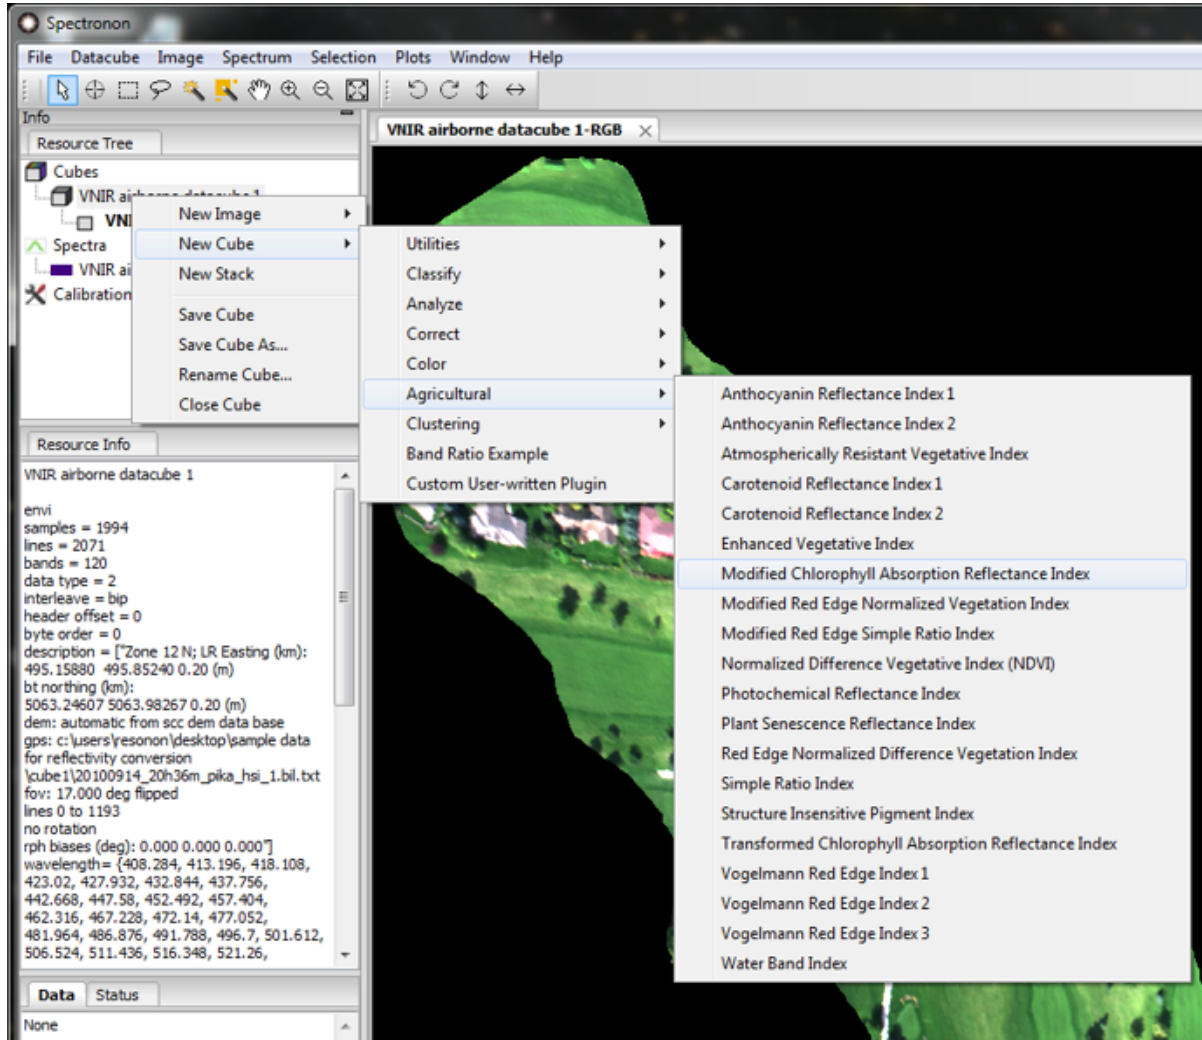 Spectronon
File Datacube Image Spectrum Selection Plots Window Help
Info
Resource Tree
VNIR airborne datacube 1-RGB
Cubes
VNIR airborne datacube 1
VNI
Spectra
VNIR ai
Calibration
New Image
New Cube
New Stack
Save Cube
Save Cube As...
Rename Cube...
Close Cube
Utilities
Classify
Analyze
Correct
Color
Agricultural
Clustering
Band Ratio Example
Custom User-written Plugin
Anthocyanin Reflectance Index 1
Anthocyanin Reflectance Index 2
Atmospherically Resistant Vegetative Index
Carotenoid Reflectance Index 1
Carotenoid Reflectance Index 2
Enhanced Vegetative Index
Modified Chlorophyll Absorption Reflectance Index
Modified Red Edge Normalized Vegetation Index
Modified Red Edge Simple Ratio Index
Normalized Difference Vegetative Index (NDVI)
Photochemical Reflectance Index
Plant Senescence Reflectance Index
Red Edge Normalized Difference Vegetation Index
Simple Ratio Index
Structure Insensitive Pigment Index
Transformed Chlorophyll Absorption Reflectance Index
Vogelmann Red Edge Index 1
Vogelmann Red Edge Index 2
Vogelmann Red Edge Index 3
Water Band Index
Resource Info
VNIR airborne datacube 1
envi
samples = 1994
lines = 2071
bands = 120
data type = 2
interleave = bip
header offset = 0
byte order = 0
description = ["Zone 12 N; LR Easting (km):
495.15880 495.85240 0.20 (m)
bt northing (km):
5063.24607 5063.98267 0.20 (m)
dem: automatic from scc dem data base
gps: c:\users\resonon\desktop\sample data
for reflectivity conversion
\cube1\20100914_20h36m_pika_hsi_1.bil.txt
fov: 17.000 deg flipped
lines 0 to 1193
no rotation
rph biases (deg): 0.000 0.000 0.000"]
wavelength= {408.284, 413.196, 418.108,
423.02, 427.932, 432.844, 437.756,
442.668, 447.58, 452.492, 457.404,
462.316, 467.228, 472.14, 477.052,
481.964, 486.876, 491.788, 496.7, 501.612,
506.524, 511.436, 516.348, 521.26,
Data Status
None